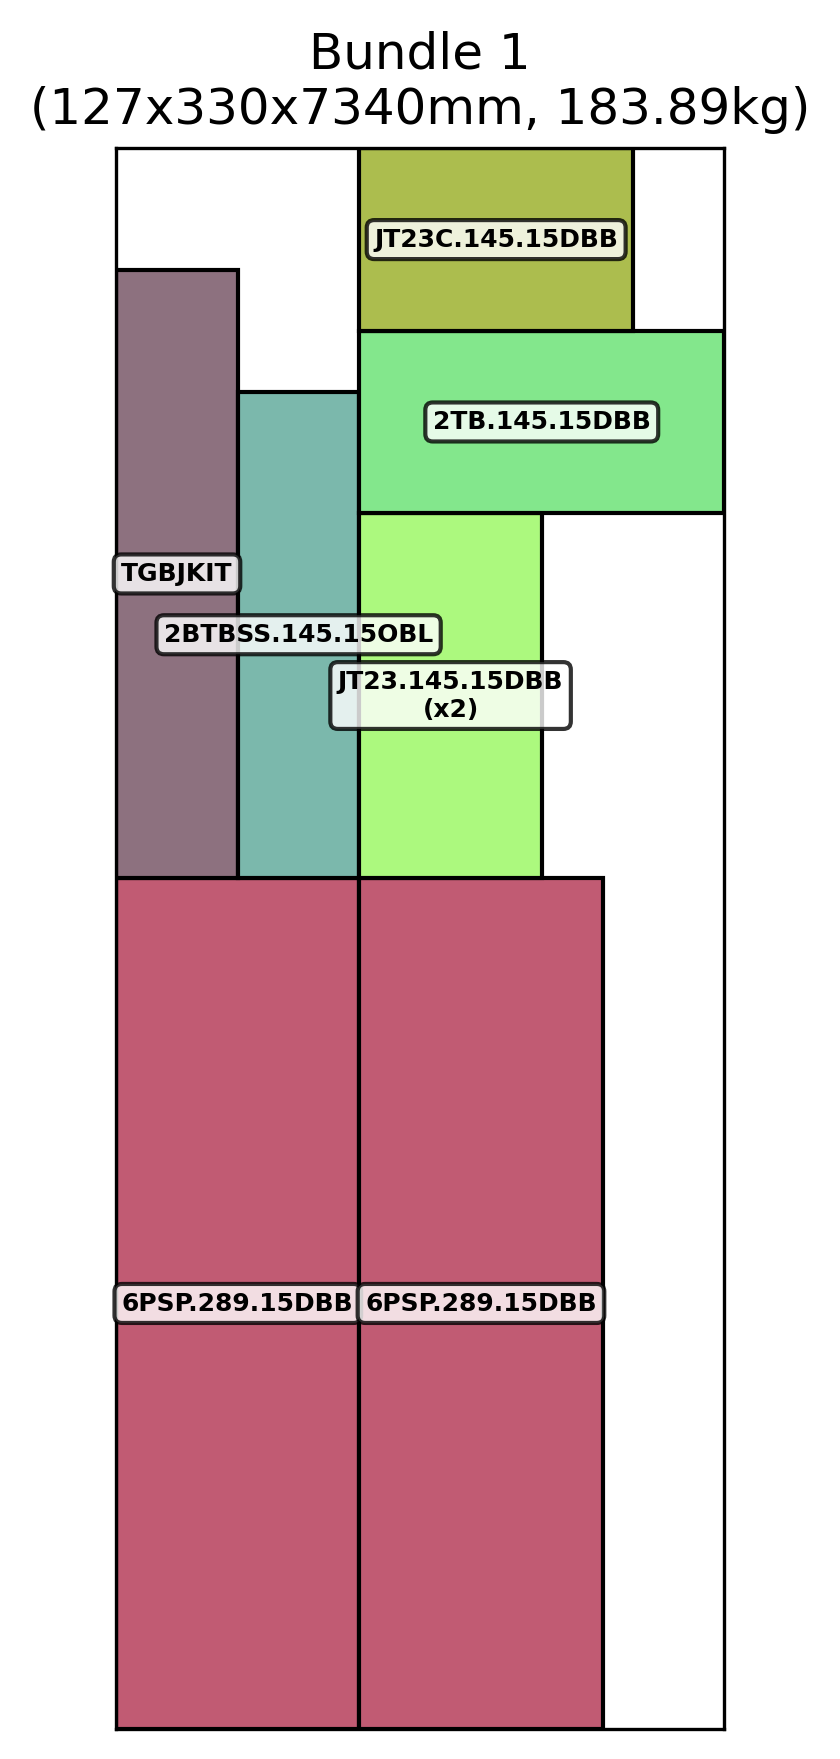 Bundle 1
(127x330x7340mm, 183.89kg)
JT23C.145.15DBB
2TB.145.15DBB
TGBJKIT
2BTBSS.145.15OBL
JT23.145.15DBB
(x2)
6PSP.289.15DBB
6PSP.289.15DBB